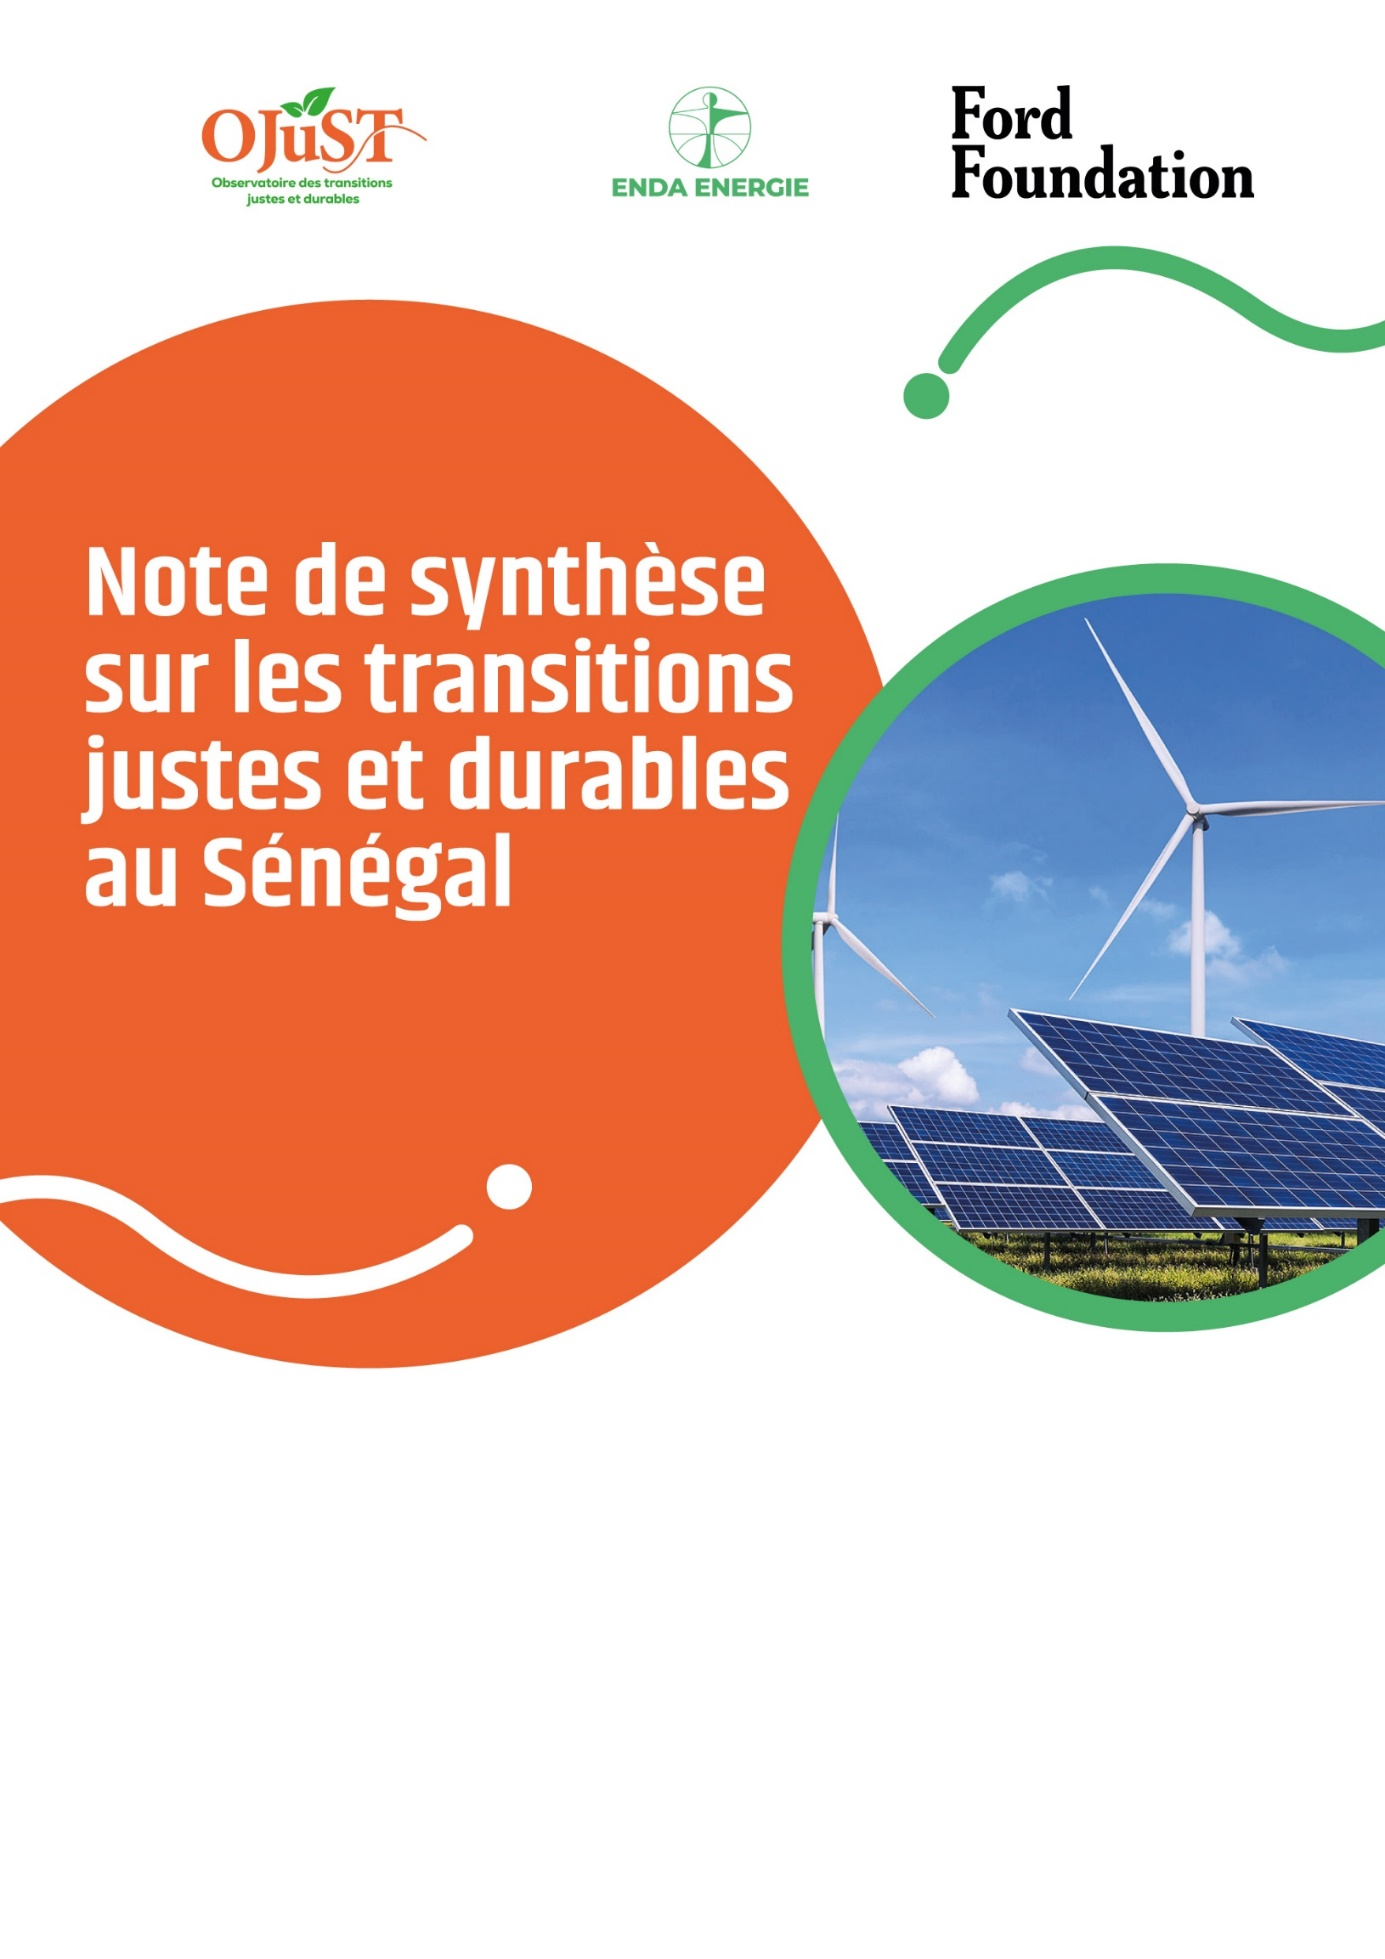 OJuST
Observatoire des transitions
justes et durables
ENDA ENERGIE
Ford
Foundation
Note de synthèse
sur les transitions
justes et durables
au Sénégal